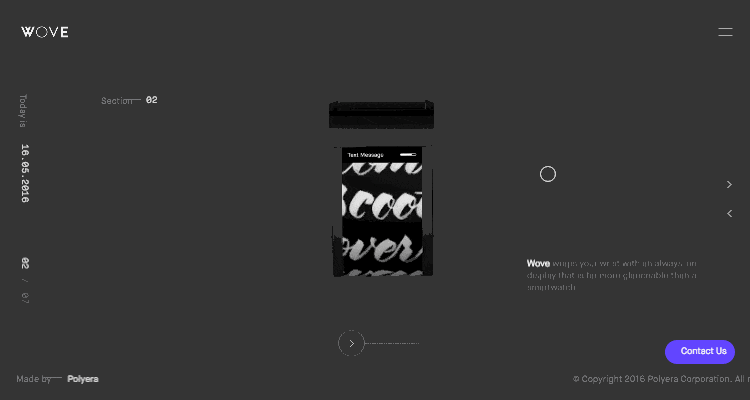 WOVE
Section 02
Today is
16.05.2016
02 / 07
Text Message
coo
over
Wove wraps your wrist with an always-on
display that is far more glanceable than a
smartwatch
Contact Us
Made by Polyera
© Copyright 2016 Polyera Corporation. All r